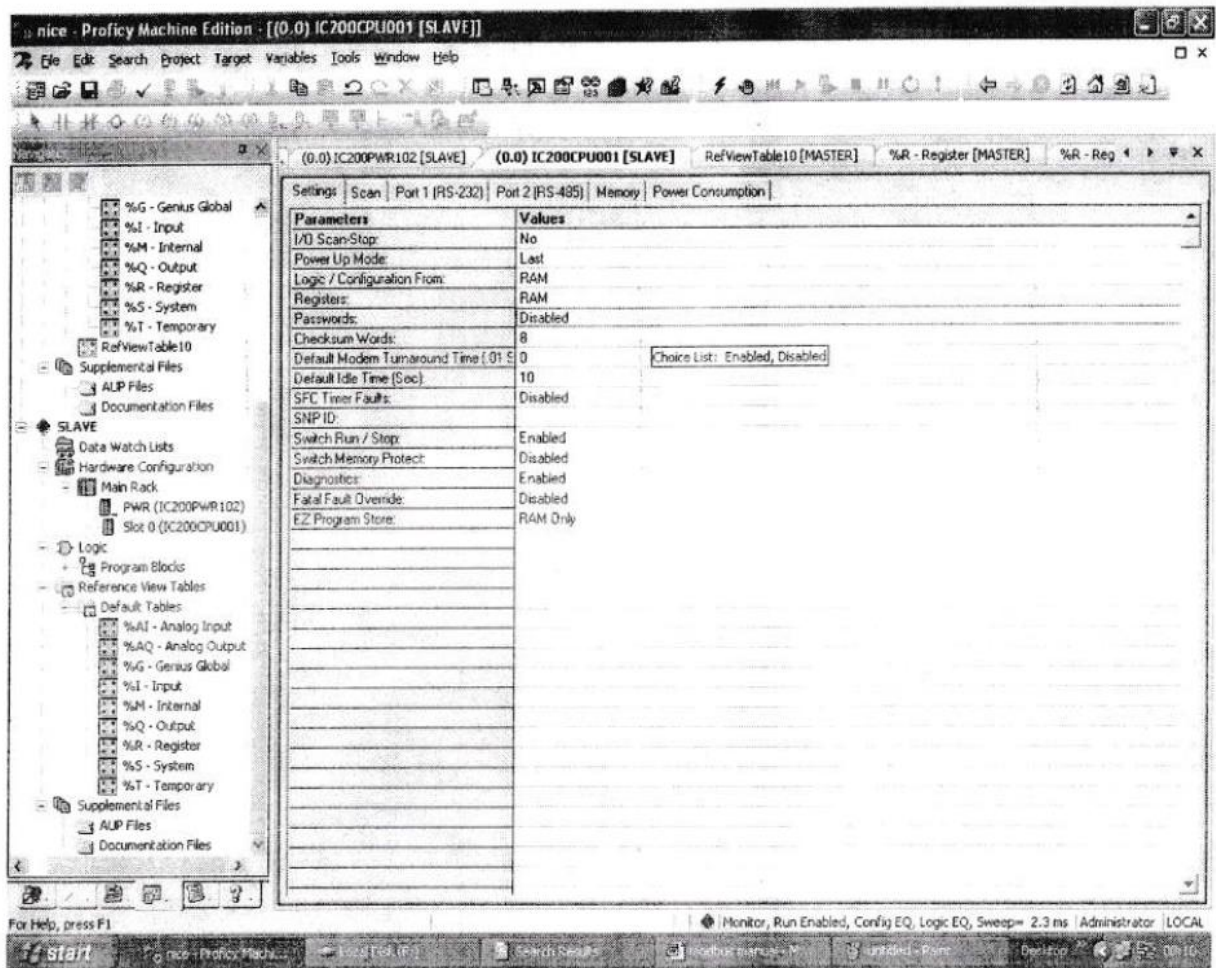 nice - Proficy Machine Edition - [(0.0) IC200CPU001 [SLAVE]]
File Edit Search Project Target Variables Tools Window Help
(0.0) IC200PWR102 [SLAVE] (0.0) IC200CPU001 [SLAVE] RefViewTable10 [MASTER] %R - Register [MASTER] %R - Reg
Settings Scan Port 1 (RS-232) Port 2 (RS-485) Memory Power Consumption
%G - Genius Global
%I - Input
%M - Internal
%Q - Output
%R - Register
%S - System
%T - Temporary
RefViewTable10
Supplemental Files
AUP Files
Documentation Files
SLAVE
Data Watch Lists
Hardware Configuration
Main Rack
PWR (IC200PWR102)
Slot 0 (IC200CPU001)
Logic
Program Blocks
Reference View Tables
Default Tables
%AI - Analog Input
%AQ - Analog Output
%G - Genius Global
%I - Input
%M - Internal
%Q - Output
%R - Register
%S - System
%T - Temporary
Supplemental Files
AUP Files
Documentation Files
Parameters Values
I/O Scan-Stop: No
Power Up Mode: Last
Logic / Configuration From: RAM
Registers: RAM
Passwords: Disabled
Checksum Words: 8
Default Modem Turnaround Time (.01 S 0
Choice List: Enabled, Disabled
Default Idle Time (Sec): 10
SFC Timer Faults: Disabled
SNP ID:
Switch Run / Stop: Enabled
Switch Memory Protect: Disabled
Diagnostics: Enabled
Fatal Fault Override: Disabled
EZ Program Store: RAM Only
For Help, press F1
Monitor, Run Enabled, Config EQ, Logic EQ, Sweep= 2.3 ms Administrator LOCAL
start nice - Proficy Machi... Search Results modbus manual - M untitled - Paint Desktop